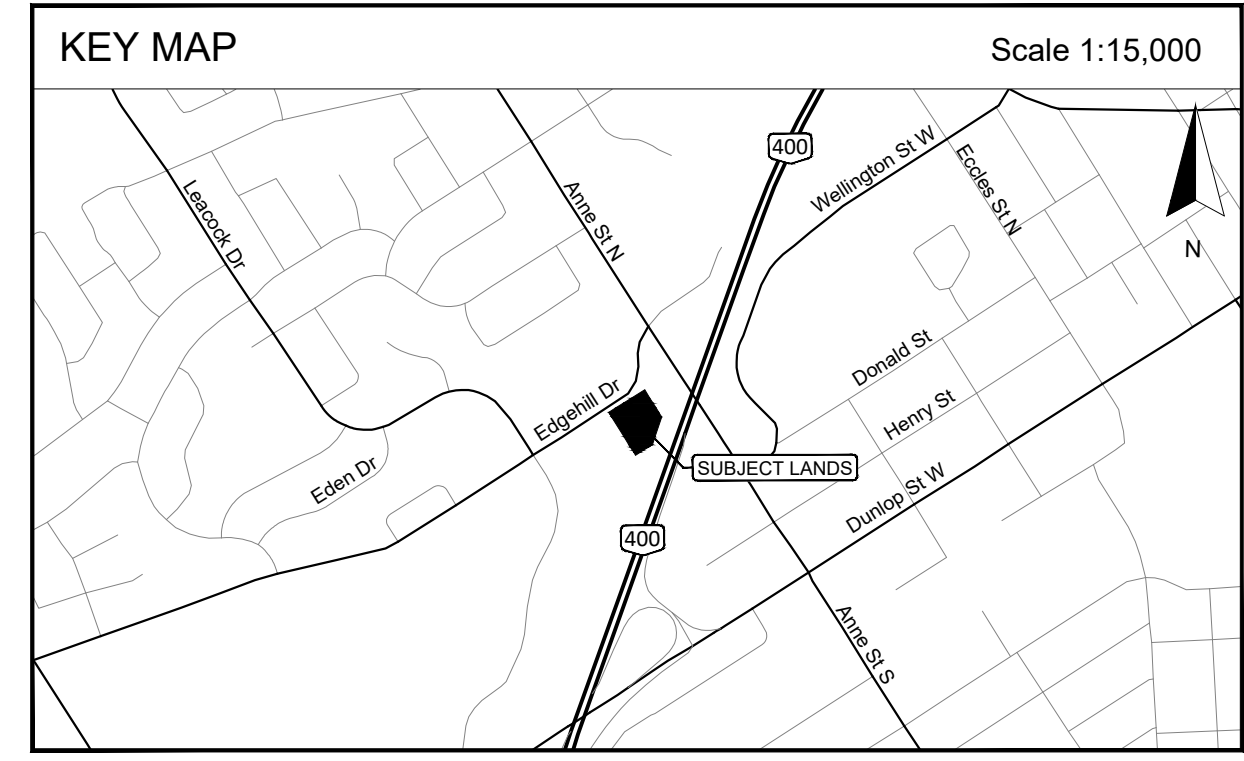 KEY MAP
Scale 1:15,000
400
Wellington St W
Eccles St N
Leacock Dr
Anne St N
N
Donald St
Edgehill Dr
Henry St
SUBJECT LANDS
Eden Dr
Dunlop St W
400
Anne St S